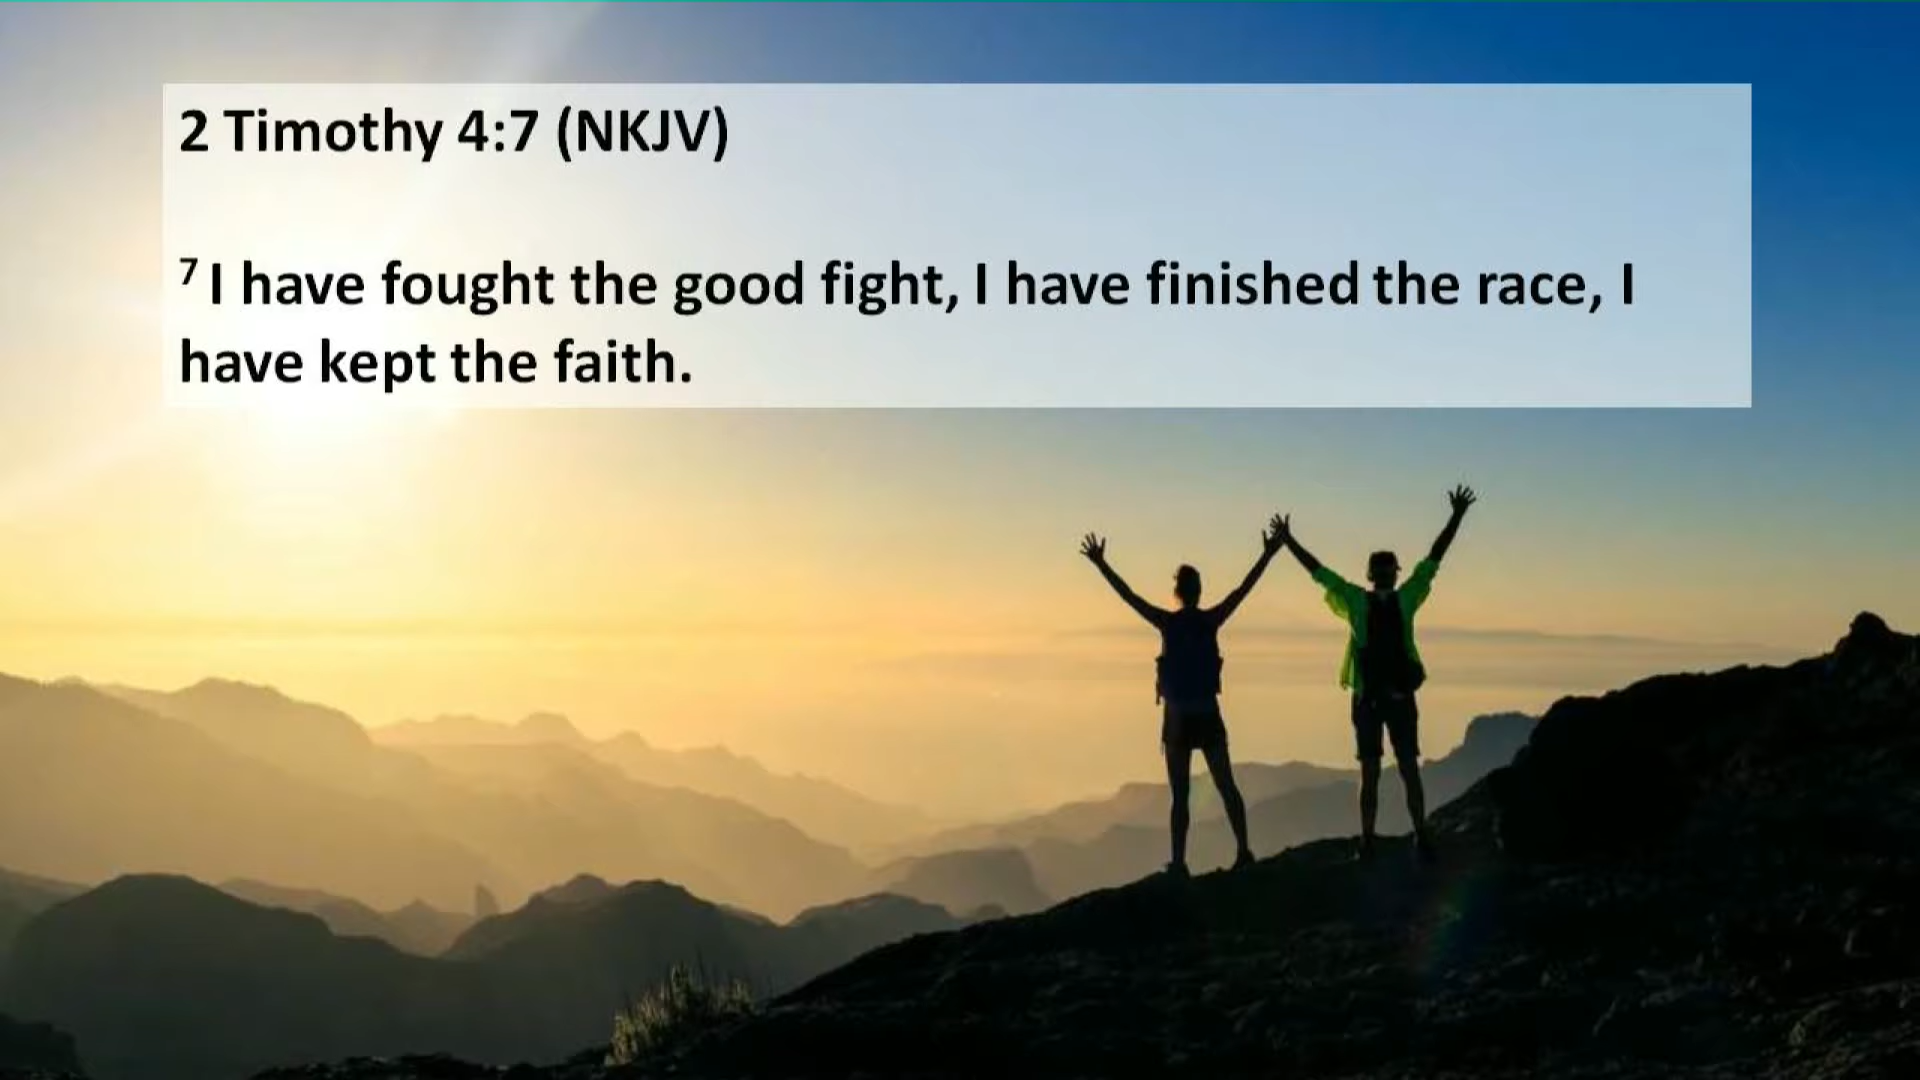 2 Timothy 4:7 (NKJV)
7 I have fought the good fight, I have finished the race, I
have kept the faith.